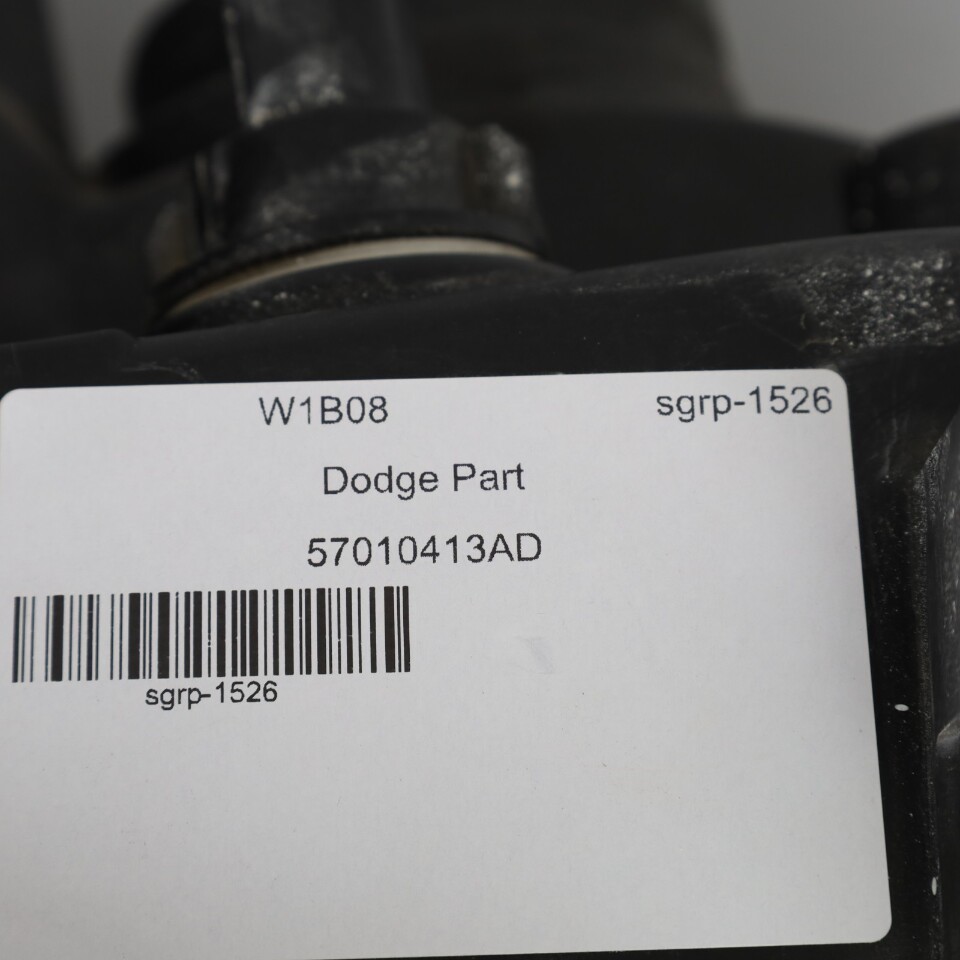 W1B08 sgrp-1526
Dodge Part
57010413AD
sgrp-1526